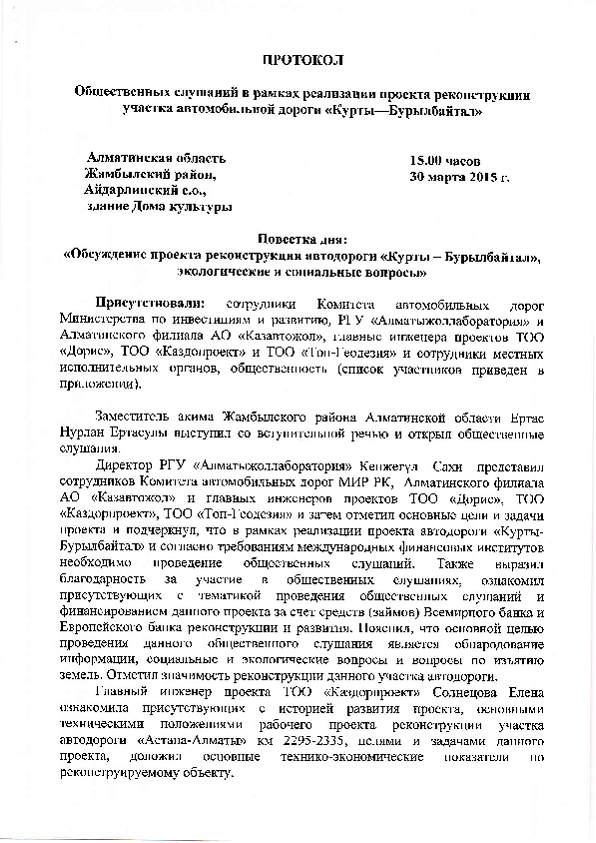 ПРОТОКОЛ
Общественных слушаний в рамках реализации проекта реконструкции
участка автомобильной дороги «Курты—Бурылбайтал»
Алматинская область
Жамбылский район,
Айдарлинский с.о.,
здание Дома культуры
15.00 часов
30 марта 2015 г.
Повестка дня:
«Обсуждение проекта реконструкции автодороги «Курты – Бурылбайтал»,
экологические и социальные вопросы»
Присутствовали: сотрудники Комитета автомобильных дорог
Министерства по инвестициям и развитию, РГУ «Алматыжоллаборатория» и
Алматинского филиала АО «Казавтожол», главные инженера проектов ТОО
«Дорис», ТОО «Каздорпроект» и ТОО «Топ-Геодезия» и сотрудники местных
исполнительных органов, общественность (список участников приведен в
приложении).
Заместитель акима Жамбылского района Алматинской области Ертас
Нурлан Ертасулы выступил со вступительной речью и открыл общественные
слушания.
Директор РГУ «Алматыжоллаборатория» Кенжегул Сахи представил
сотрудников Комитета автомобильных дорог МИР РК, Алматинского филиала
АО «Казавтожол» и главных инженеров проектов ТОО «Дорис», ТОО
«Каздорпроект», ТОО «Топ-Геодезия» и затем отметил основные цели и задачи
проекта и подчеркнул, что в рамках реализации проекта автодороги «Курты-
Бурылбайтал» и согласно требованиям международных финансовых институтов
необходимо проведение общественных слушаний. Также выразил
благодарность за участие в общественных слушаниях, ознакомил
присутствующих с тематикой проведения общественных слушаний и
финансированием данного проекта за счет средств (займов) Всемирного банка и
Европейского банка реконструкции и развития. Пояснил, что основной целью
проведения данного общественного слушания является обнародование
информации, социальные и экологические вопросы и вопросы по изъятию
земель. Отметил значимость реконструкции данного участка автодороги.
Главный инженер проекта ТОО «Каздорпроект» Солнецова Елена
ознакомила присутствующих с историей развития проекта, основными
техническими положениями рабочего проекта реконструкции участка
автодороги «Астана-Алматы» км 2295-2335, целями и задачами данного
проекта, доложил основные технико-экономические показатели по
реконструируемому объекту.